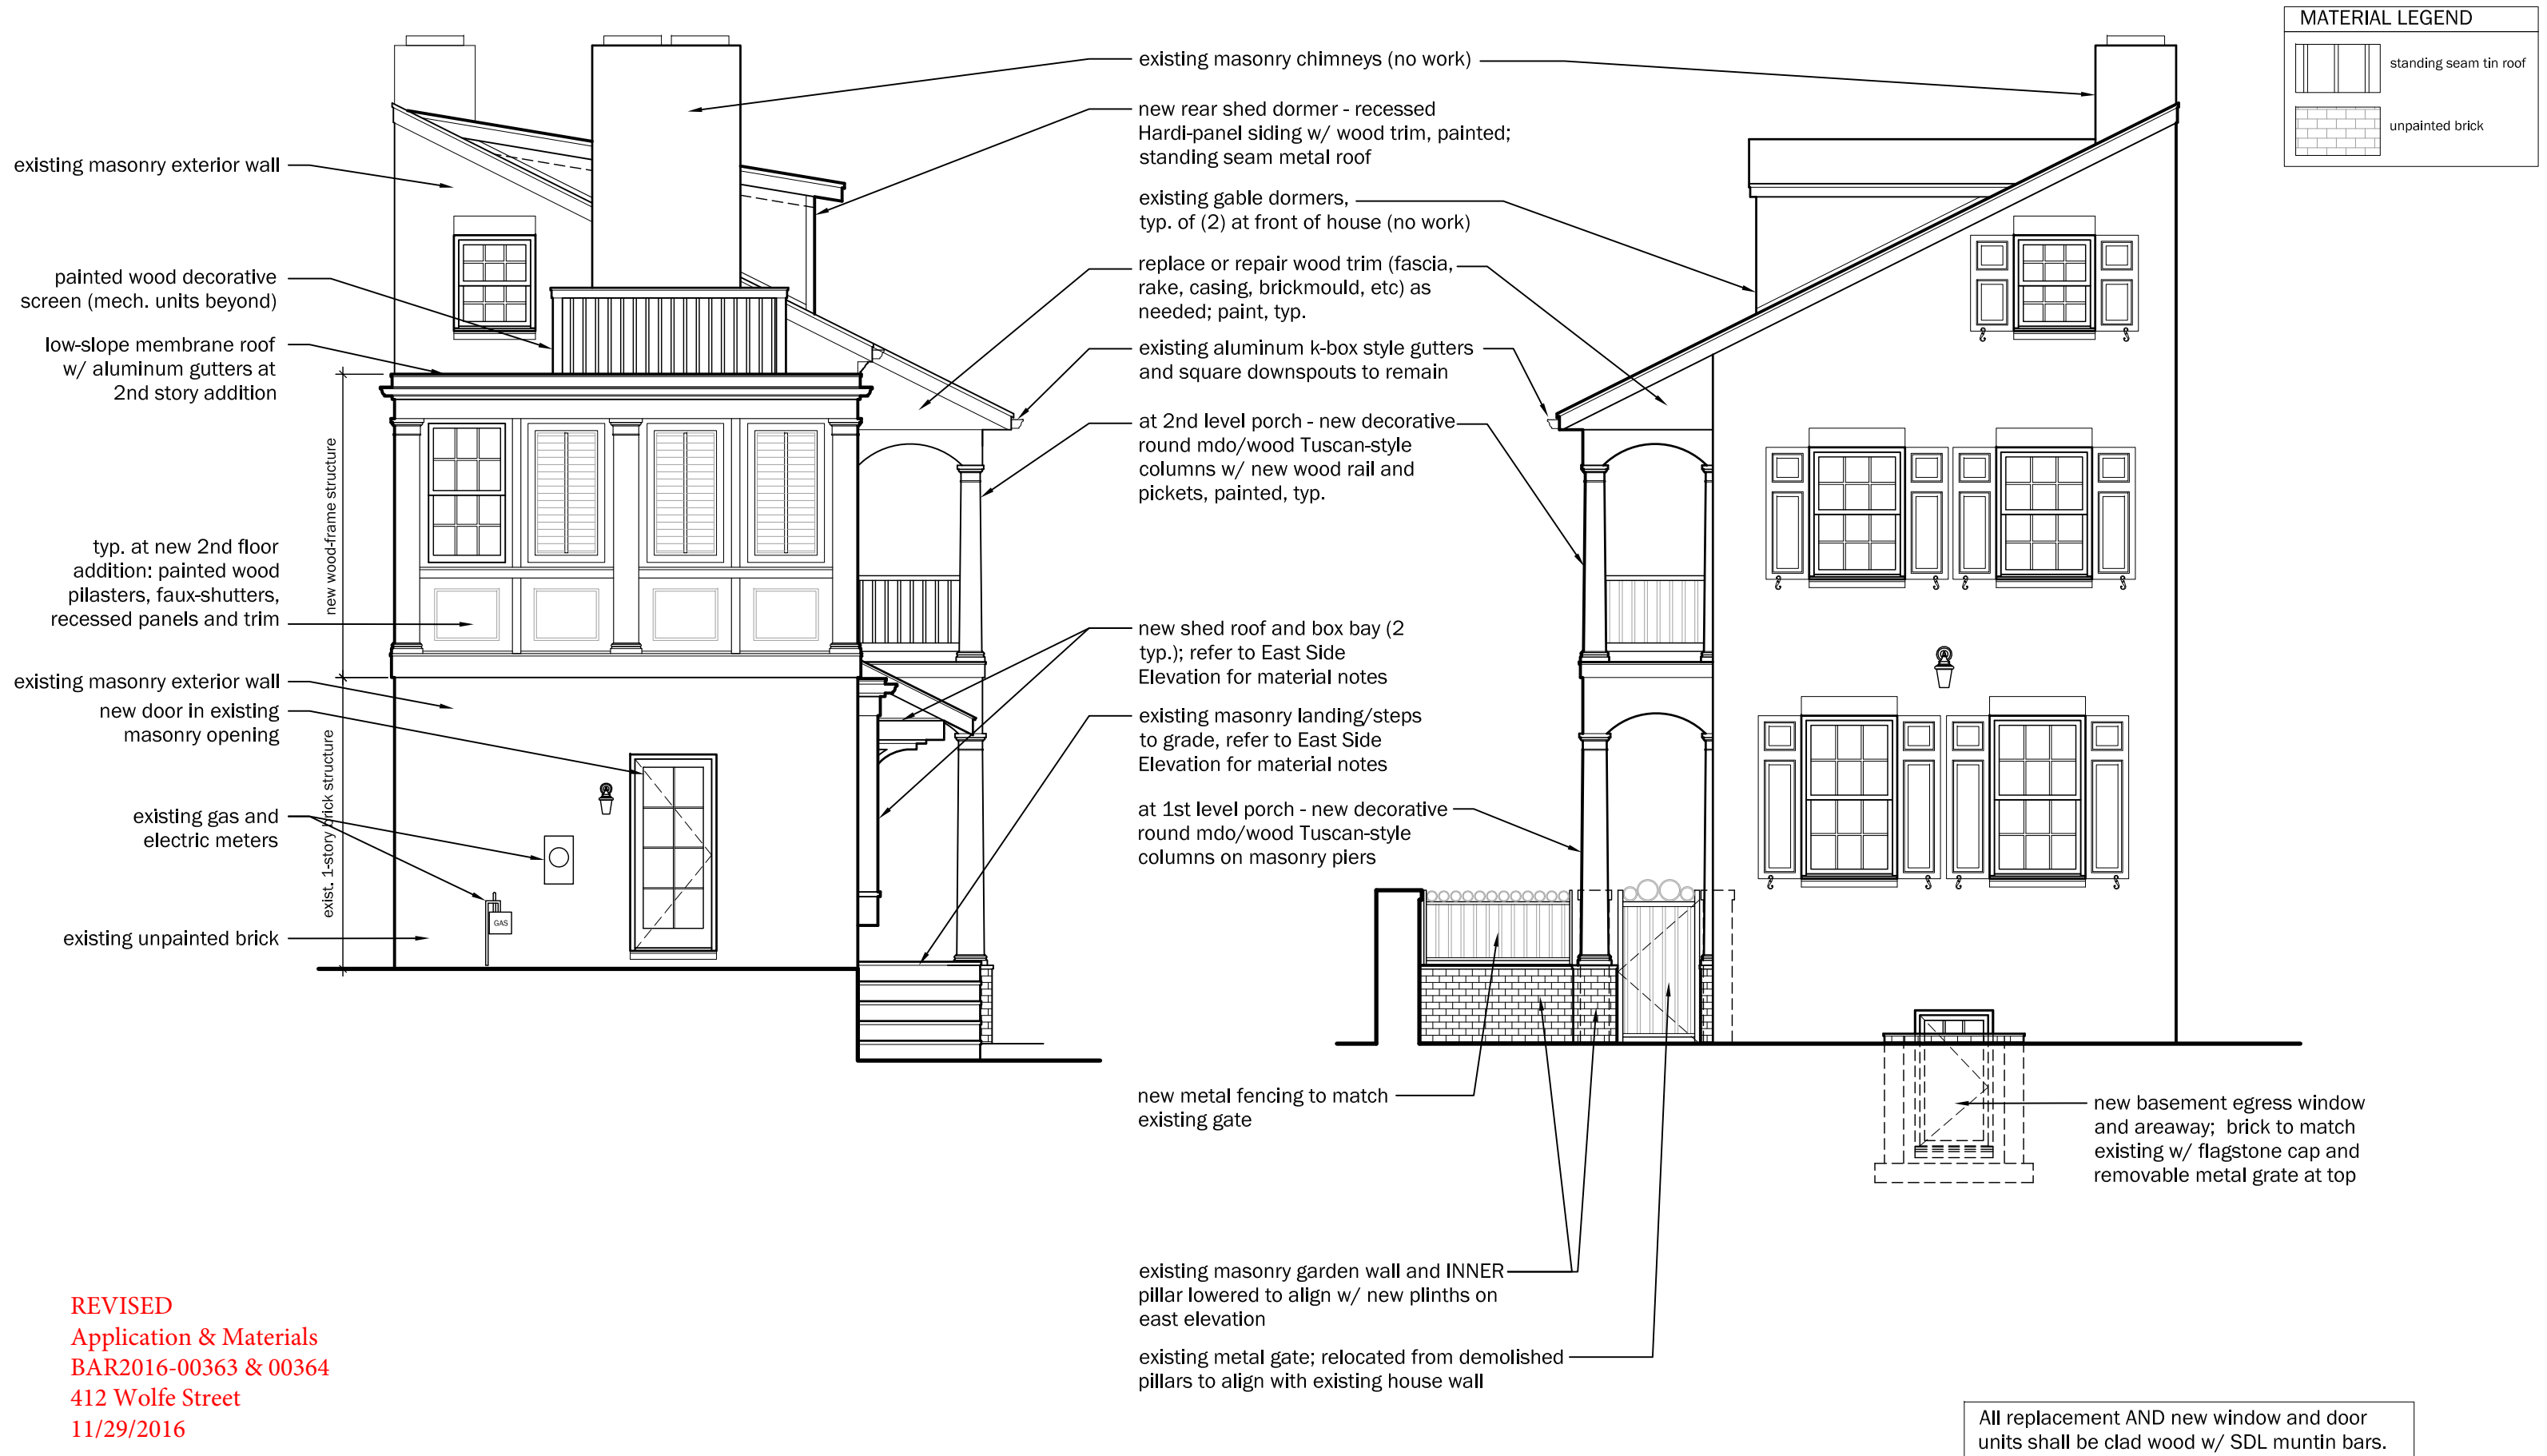 MATERIAL LEGEND
standing seam tin roof
unpainted brick
existing masonry exterior wall
painted wood decorative
screen (mech. units beyond)
low-slope membrane roof
w/ aluminum gutters at
2nd story addition
typ. at new 2nd floor
addition: painted wood
pilasters, faux-shutters,
recessed panels and trim
existing masonry exterior wall
new door in existing
masonry opening
existing gas and
electric meters
existing unpainted brick
new wood-frame structure
exist. 1-story brick structure
GAS
existing masonry chimneys (no work)
new rear shed dormer - recessed
Hardi-panel siding w/ wood trim, painted;
standing seam metal roof
existing gable dormers,
typ. of (2) at front of house (no work)
replace or repair wood trim (fascia,
rake, casing, brickmould, etc) as
needed; paint, typ.
existing aluminum k-box style gutters
and square downspouts to remain
at 2nd level porch - new decorative
round mdo/wood Tuscan-style
columns w/ new wood rail and
pickets, painted, typ.
new shed roof and box bay (2
typ.); refer to East Side
Elevation for material notes
existing masonry landing/steps
to grade, refer to East Side
Elevation for material notes
at 1st level porch - new decorative
round mdo/wood Tuscan-style
columns on masonry piers
new metal fencing to match
existing gate
existing masonry garden wall and INNER
pillar lowered to align w/ new plinths on
east elevation
existing metal gate; relocated from demolished
pillars to align with existing house wall
new basement egress window
and areaway; brick to match
existing w/ flagstone cap and
removable metal grate at top
REVISED
Application & Materials
BAR2016-00363 & 00364
412 Wolfe Street
11/29/2016
All replacement AND new window and door
units shall be clad wood w/ SDL muntin bars.